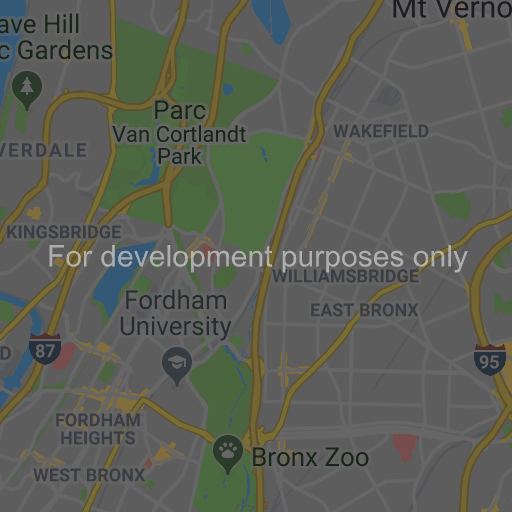 ave Hill
c Gardens
Mt Verno
Parc
Van Cortlandt
Park
WAKEFIELD
VERDALE
KINGSBRIDGE
For development purposes only
WILLIAMSBRIDGE
Fordham
University
EAST BRONX
D
87
95
FORDHAM
HEIGHTS
Bronx Zoo
WEST BRONX